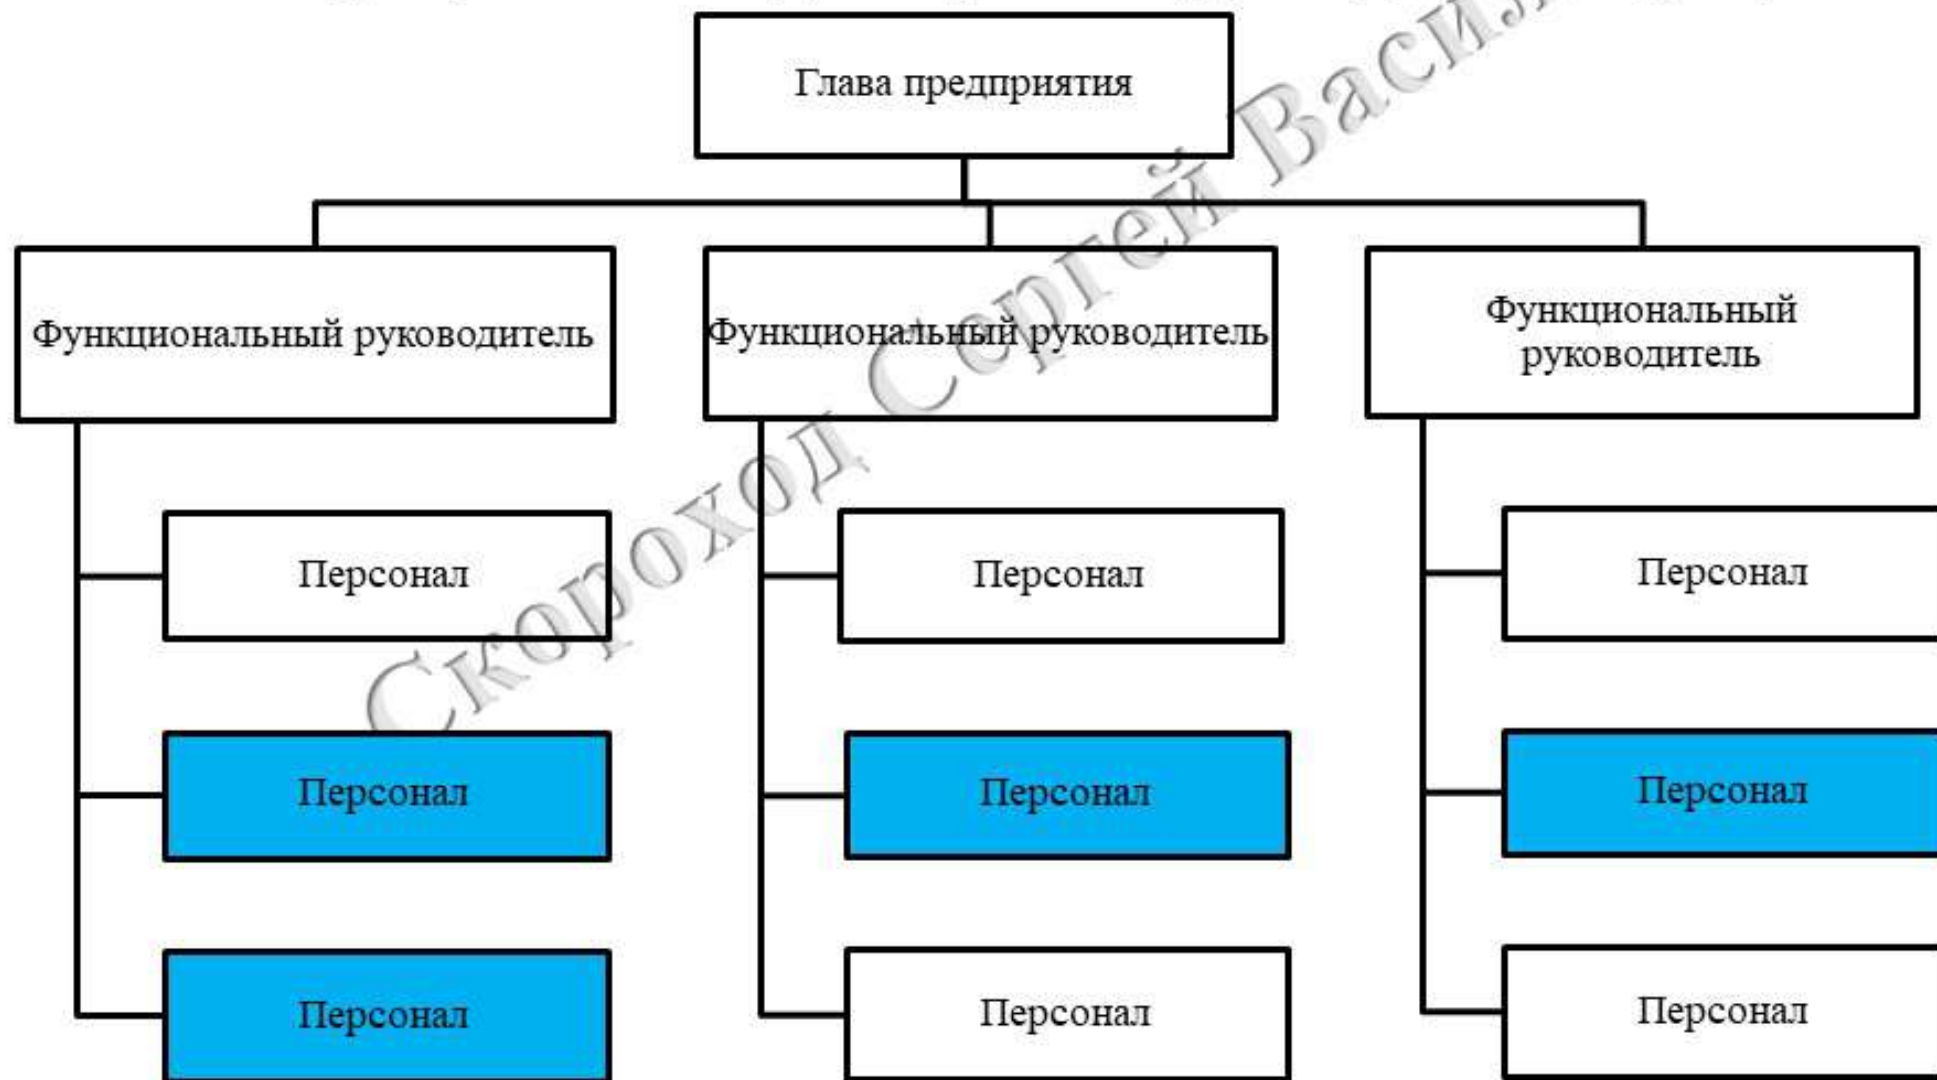 Глава предприятия
Функциональный руководитель
Функциональный руководитель
Функциональный
руководитель
Персонал
Персонал
Персонал
Персонал
Персонал
Персонал
Персонал
Персонал
Персонал
Скороход Сергей